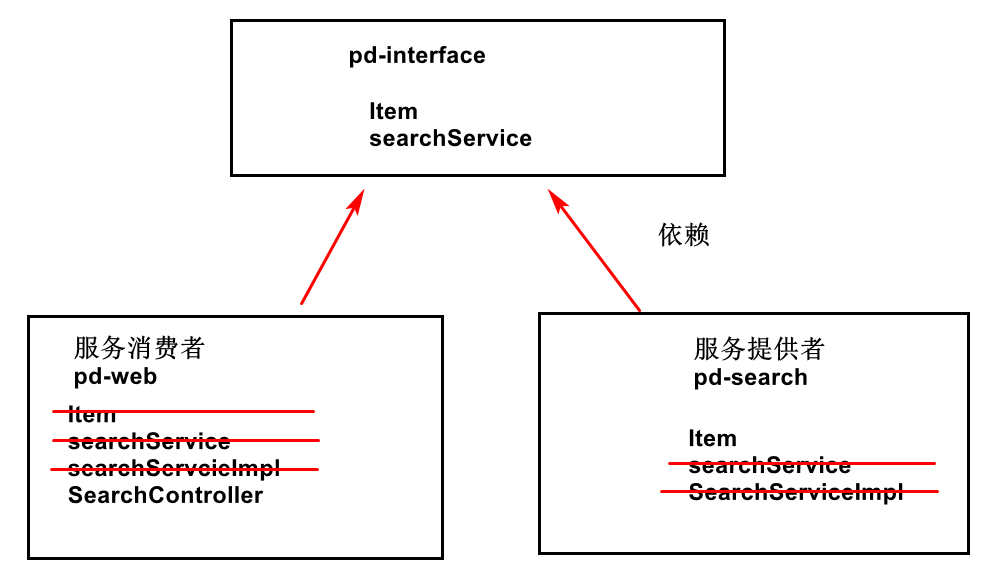 pd-interface
Item
searchService
依赖
服务消费者
pd-web
Item
searchService
searchServcieImpl
SearchController
服务提供者
pd-search
Item
searchService
SearchServiceImpl